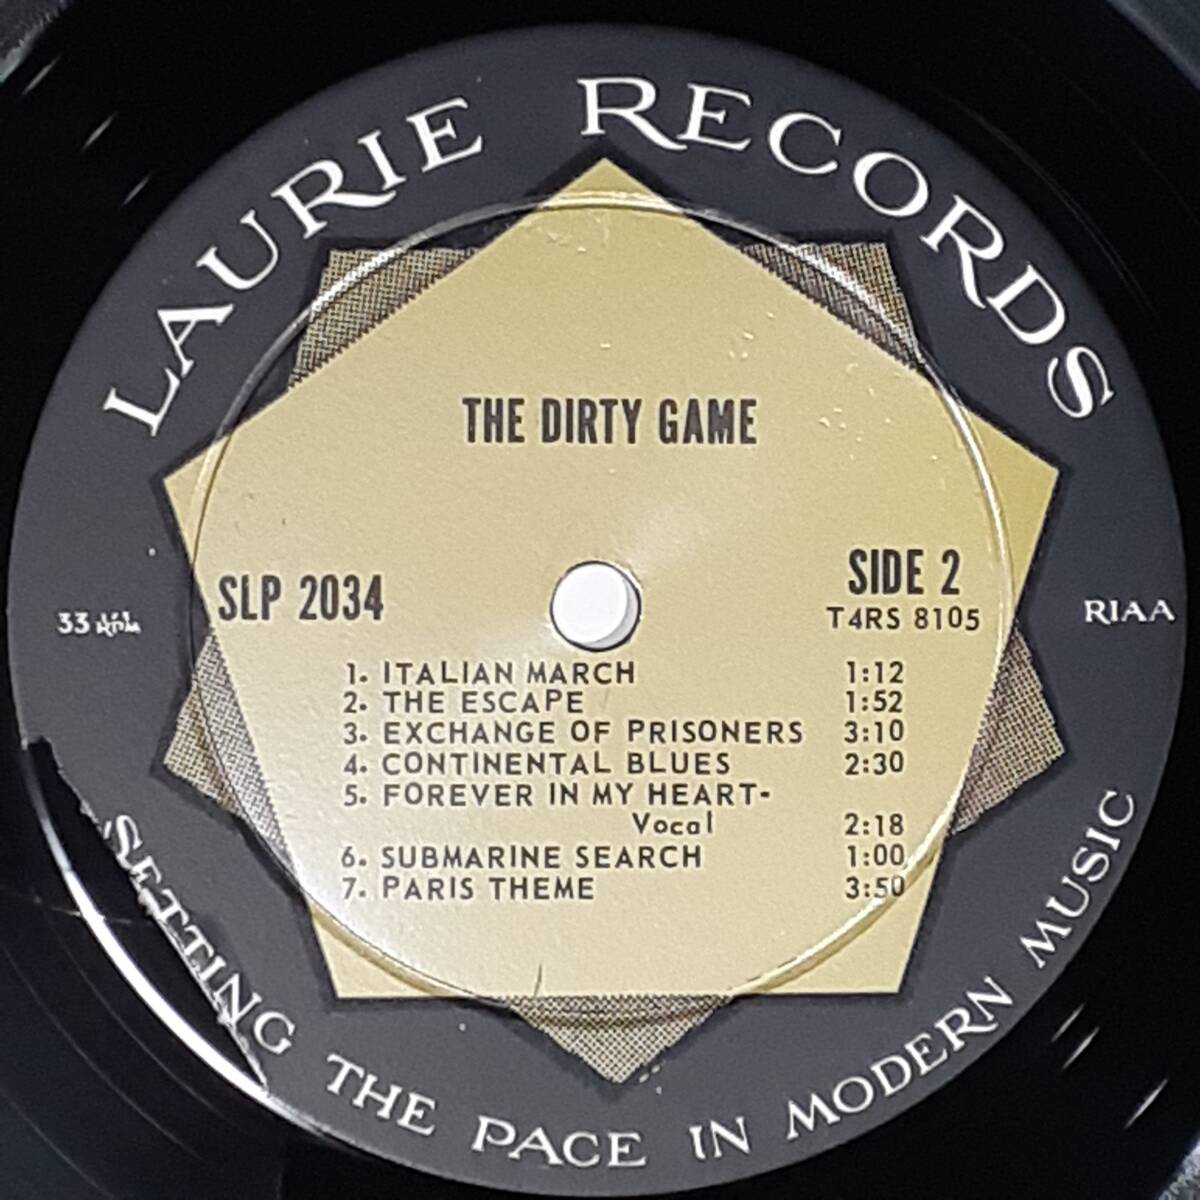 LAURIE RECORDS
THE DIRTY GAME
SLP 2034
SIDE 2
T4RS 8105
33 1/3 RPM
RIAA
1. ITALIAN MARCH 1:12
2. THE ESCAPE 1:52
3. EXCHANGE OF PRISONERS 3:10
4. CONTINENTAL BLUES 2:30
5. FOREVER IN MY HEART-
Vocal 2:18
6. SUBMARINE SEARCH 1:00
7. PARIS THEME 3:50
SETTING THE PACE IN MODERN MUSIC